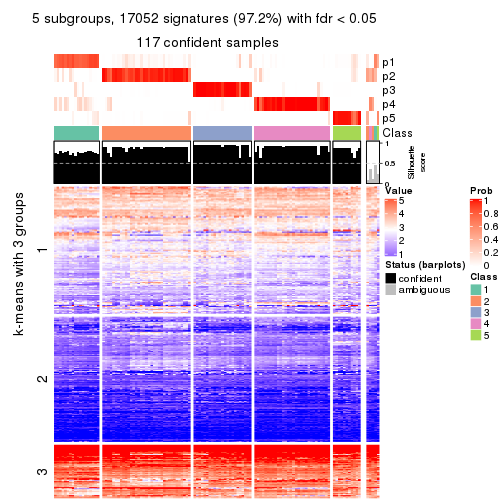 5 subgroups, 17052 signatures (97.2%) with fdr < 0.05
117 confident samples
p1
p2
p3
p4
p5
Class
1
0.5
0
Silhouette
score
k-means with 3 groups
1
2
3
Value
5
4
3
2
1
Status (barplots)
confident
ambiguous
Prob
1
0.8
0.6
0.4
0.2
0
Class
1
2
3
4
5